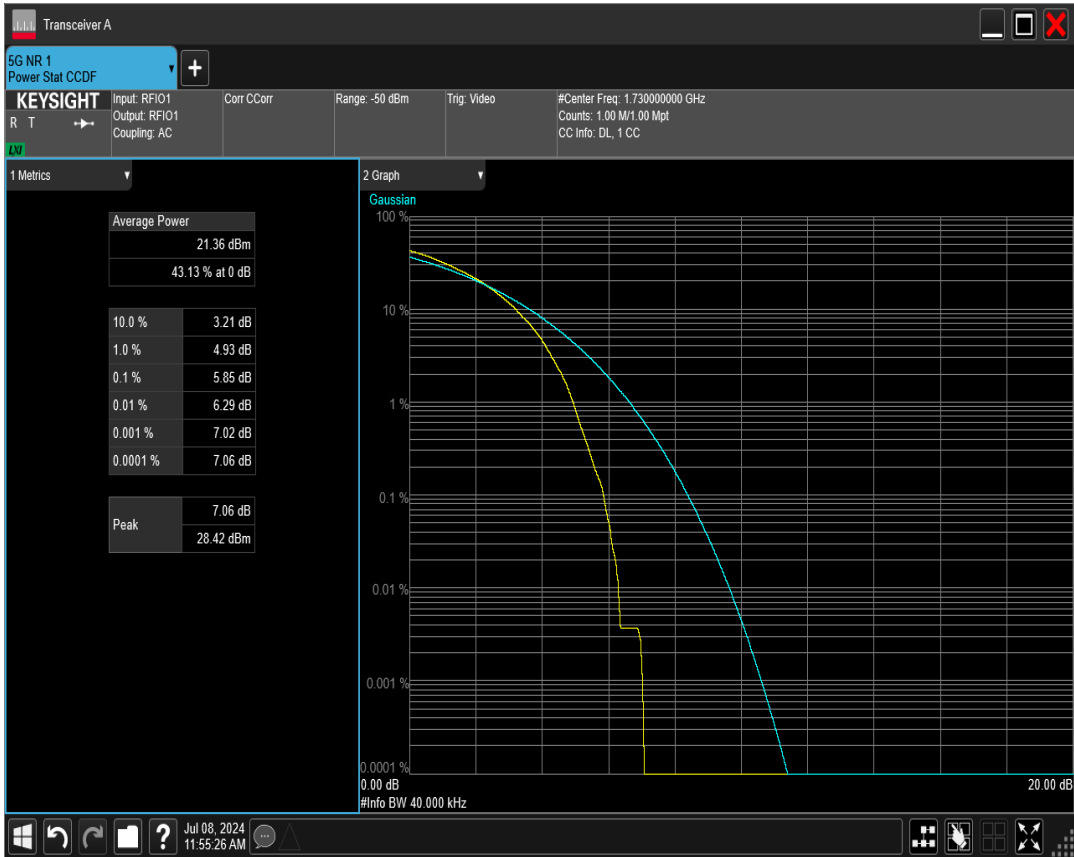 Transceiver A
5G NR 1
Power Stat CCDF
+
KEYSIGHT
R T
LXI
Input: RFIO1
Output: RFIO1
Coupling: AC
Corr CCorr
Range: -50 dBm
Trig: Video
#Center Freq: 1.730000000 GHz
Counts: 1.00 M/1.00 Mpt
CC Info: DL, 1 CC
1 Metrics
Average Power
21.36 dBm
43.13 % at 0 dB
10.0 % 3.21 dB
1.0 % 4.93 dB
0.1 % 5.85 dB
0.01 % 6.29 dB
0.001 % 7.02 dB
0.0001 % 7.06 dB
Peak 7.06 dB
28.42 dBm
2 Graph
Gaussian
100 %
10 %
1 %
0.1 %
0.01 %
0.001 %
0.0001 %
0.00 dB 20.00 dB
#Info BW 40.000 kHz
?
Jul 08, 2024
11:55:26 AM